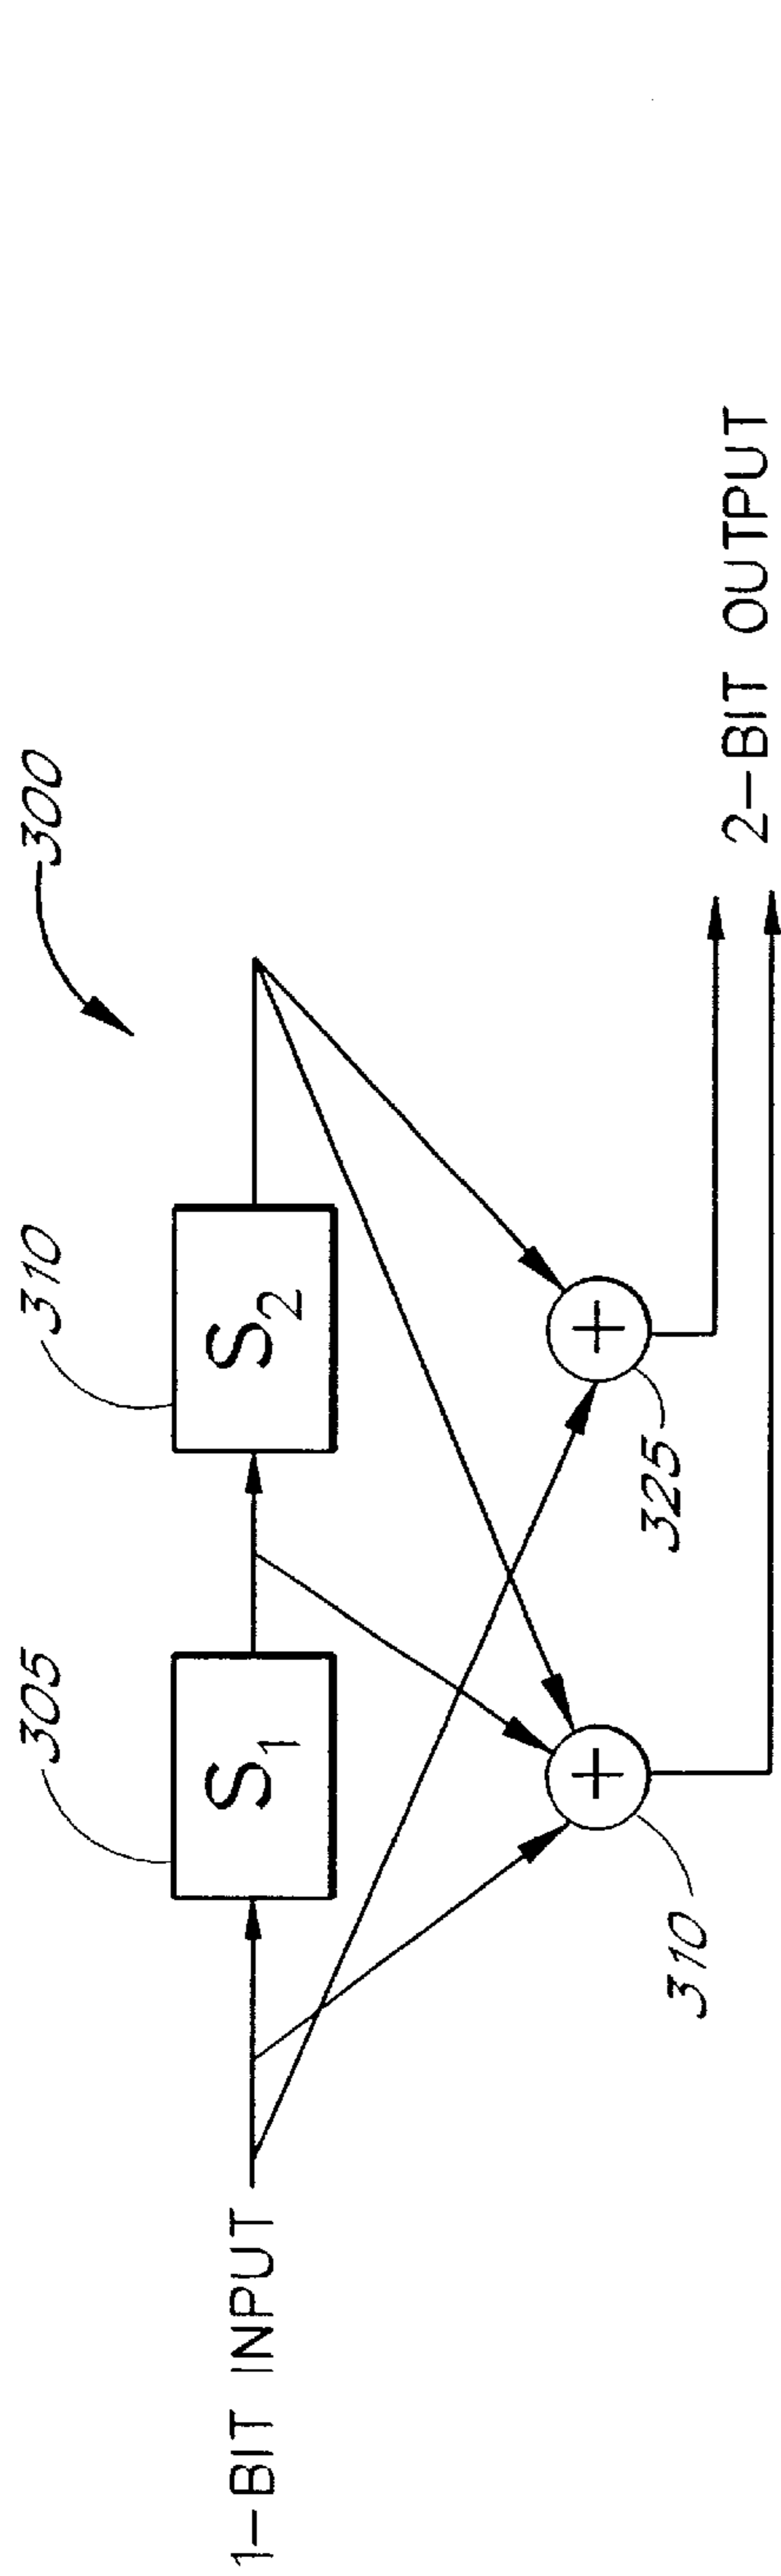 300
305
310
S1
S2
1-BIT INPUT
+
+
310
325
2-BIT OUTPUT